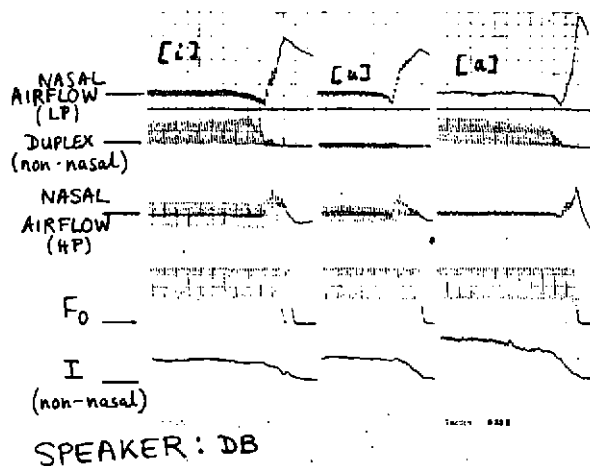 [i] [u] [a]
NASAL
AIRFLOW
(LP)
DUPLEX
(non-nasal)
NASAL
AIRFLOW
(HP)
F0
I
(non-nasal)
SPEAKER: DB